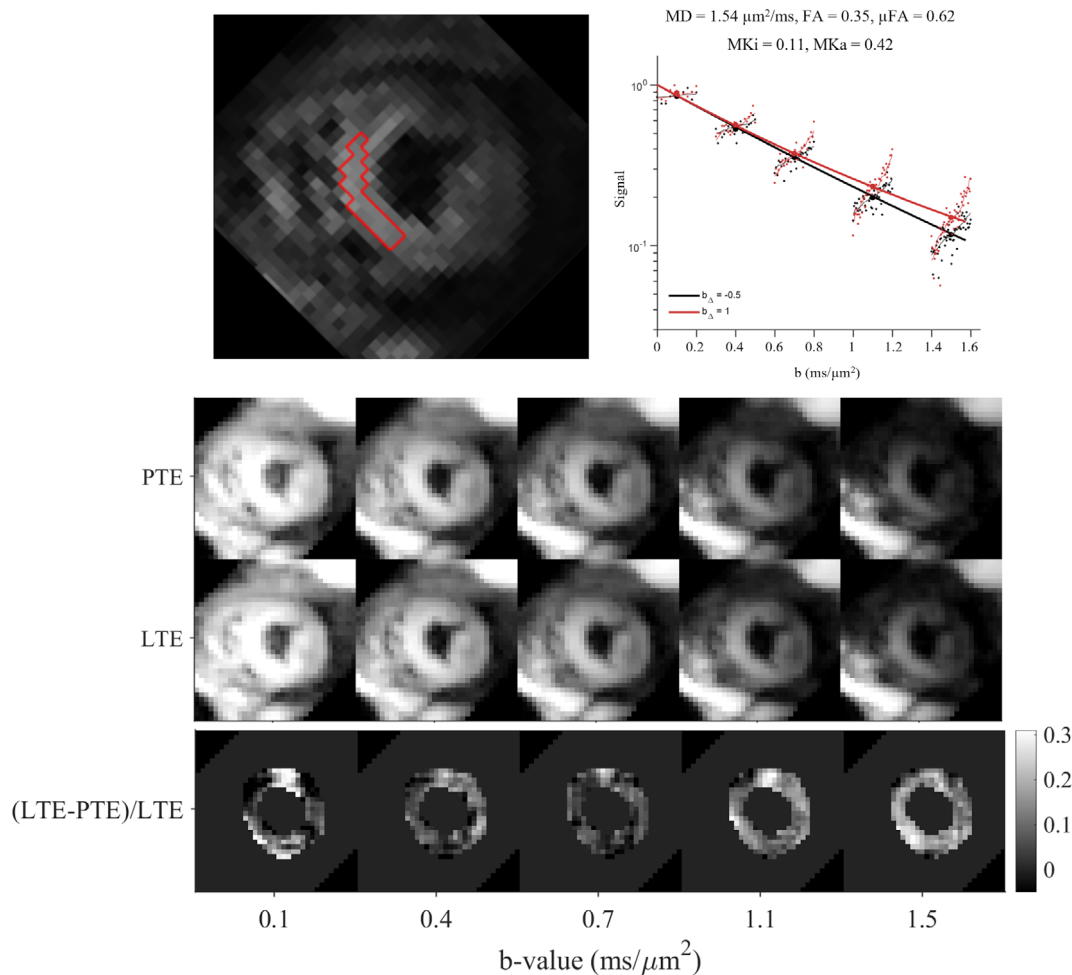 MD = 1.54 μm²/ms, FA = 0.35, μFA = 0.62
MKi = 0.11, MKa = 0.42
10⁰
10⁻¹
Signal
b_Δ = -0.5
b_Δ = 1
0 0.2 0.4 0.6 0.8 1 1.2 1.4 1.6
b (ms/μm²)
PTE
LTE
(LTE-PTE)/LTE
0.3
0.2
0.1
0
0.1 0.4 0.7 1.1 1.5
b-value (ms/μm²)